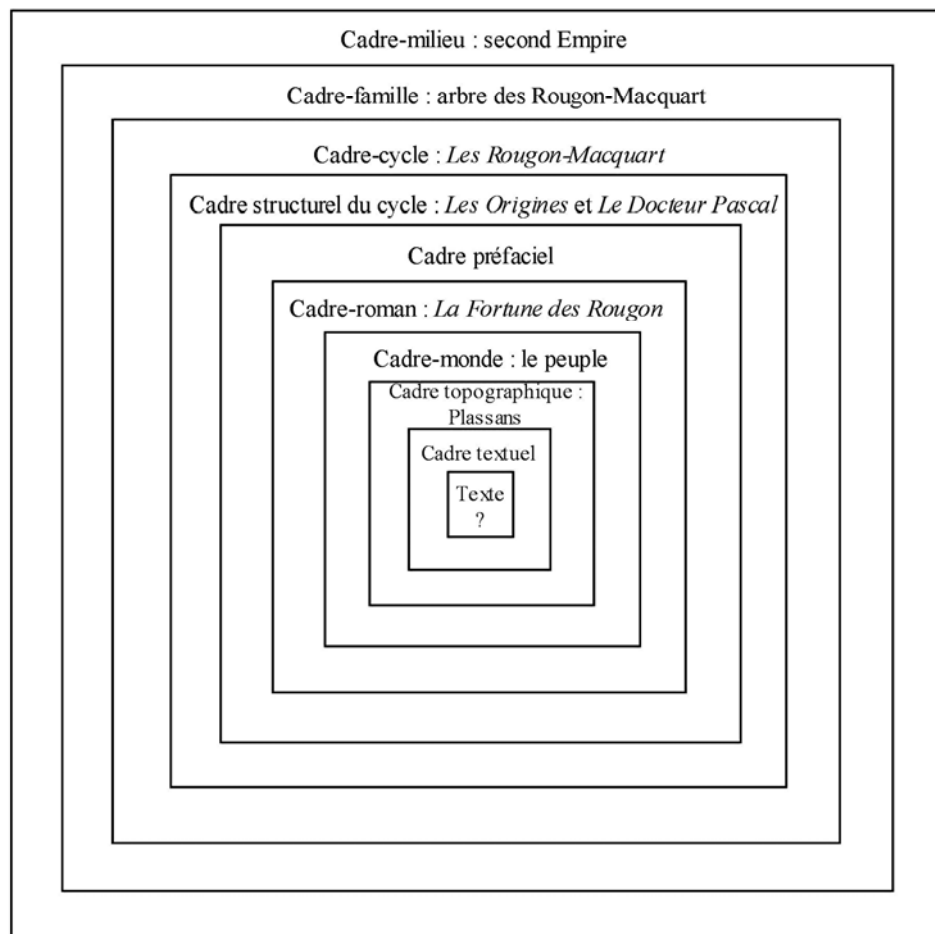 Cadre-milieu : second Empire
Cadre-famille : arbre des Rougon-Macquart
Cadre-cycle : Les Rougon-Macquart
Cadre structurel du cycle : Les Origines et Le Docteur Pascal
Cadre préfaciel
Cadre-roman : La Fortune des Rougon
Cadre-monde : le peuple
Cadre topographique :
Plassans
Cadre textuel
Texte
?